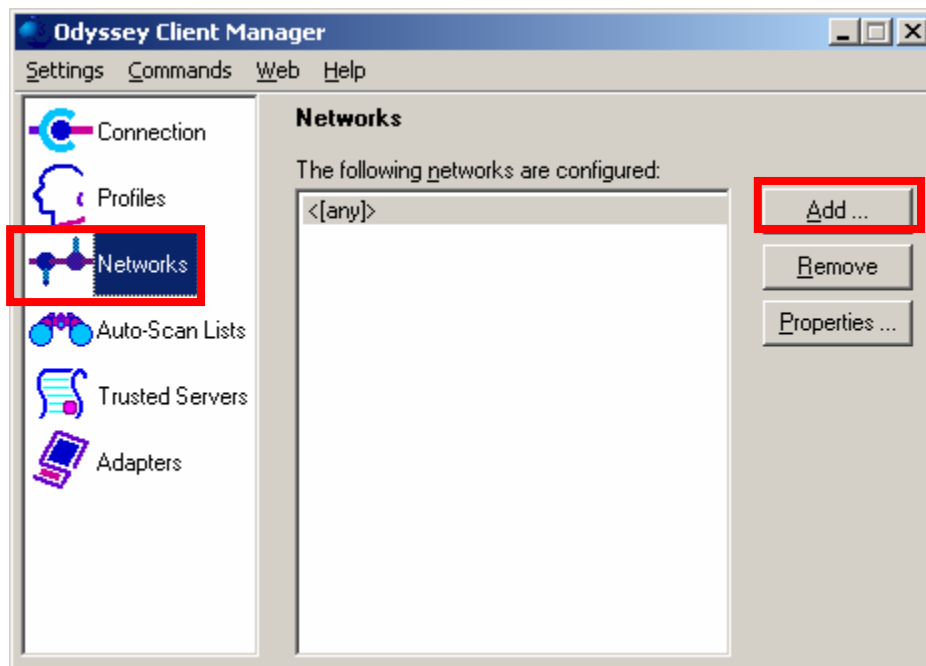 Odyssey Client Manager
Settings Commands Web Help
Connection
Profiles
Networks
Auto-Scan Lists
Trusted Servers
Adapters
Networks
The following networks are configured:
<[any]>
Add ...
Remove
Properties ...